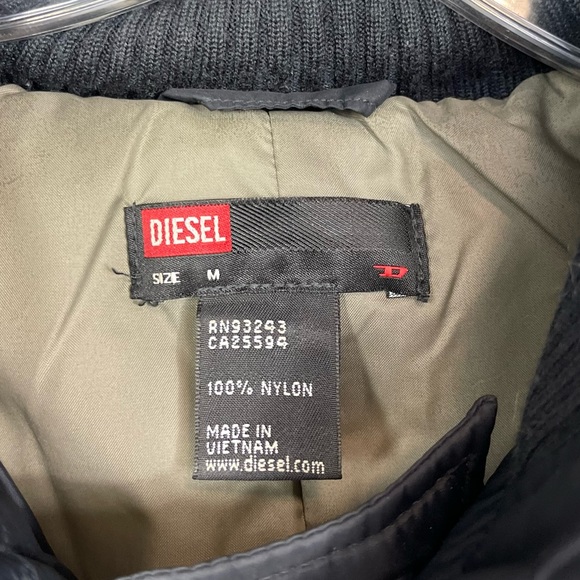 DIESEL
SIZE M
D
RN93243
CA25594
100% NYLON
MADE IN
VIETNAM
www.diesel.com